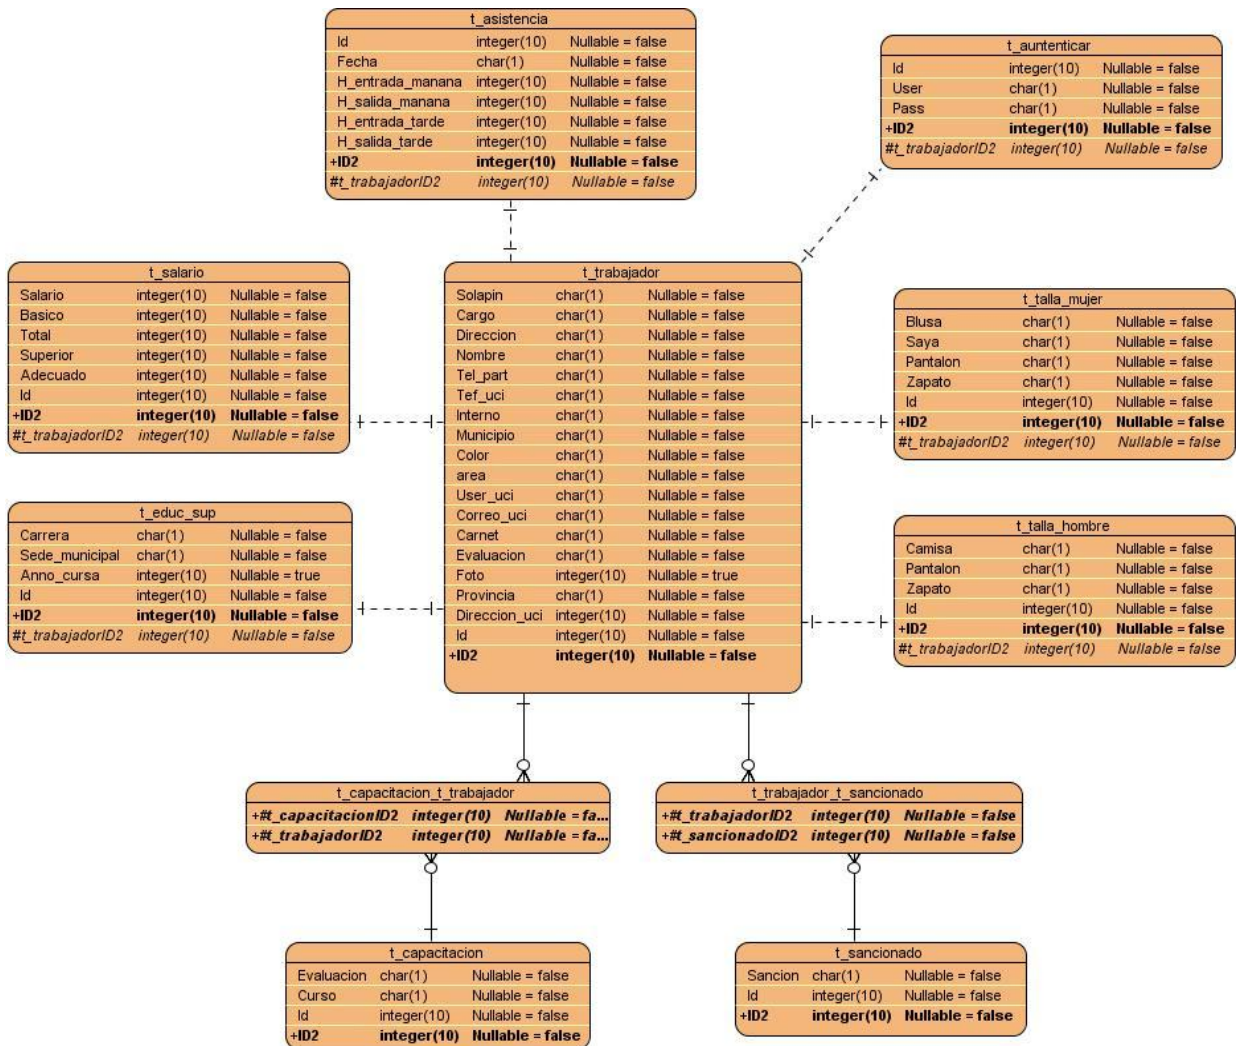 t_asistencia
Id integer(10) Nullable = false
Fecha char(1) Nullable = false
H_entrada_manana integer(10) Nullable = false
H_salida_manana integer(10) Nullable = false
H_entrada_tarde integer(10) Nullable = false
H_salida_tarde integer(10) Nullable = false
+ID2 integer(10) Nullable = false
#t_trabajadorID2 integer(10) Nullable = false
t_auntenticar
Id integer(10) Nullable = false
User char(1) Nullable = false
Pass char(1) Nullable = false
+ID2 integer(10) Nullable = false
#t_trabajadorID2 integer(10) Nullable = false
t_salario
Salario integer(10) Nullable = false
Basico integer(10) Nullable = false
Total integer(10) Nullable = false
Superior integer(10) Nullable = false
Adecuado integer(10) Nullable = false
Id integer(10) Nullable = false
+ID2 integer(10) Nullable = false
#t_trabajadorID2 integer(10) Nullable = false
t_trabajador
Solapin char(1) Nullable = false
Cargo char(1) Nullable = false
Direccion char(1) Nullable = false
Nombre char(1) Nullable = false
Tel_part char(1) Nullable = false
Tef_uci char(1) Nullable = false
Interno char(1) Nullable = false
Municipio char(1) Nullable = false
Color char(1) Nullable = false
area char(1) Nullable = false
User_uci char(1) Nullable = false
Correo_uci char(1) Nullable = false
Carnet char(1) Nullable = false
Evaluacion char(1) Nullable = false
Foto integer(10) Nullable = true
Provincia char(1) Nullable = false
Direccion_uci integer(10) Nullable = false
Id integer(10) Nullable = false
+ID2 integer(10) Nullable = false
t_talla_mujer
Blusa char(1) Nullable = false
Saya char(1) Nullable = false
Pantalon char(1) Nullable = false
Zapato char(1) Nullable = false
Id integer(10) Nullable = false
+ID2 integer(10) Nullable = false
#t_trabajadorID2 integer(10) Nullable = false
t_educ_sup
Carrera char(1) Nullable = false
Sede_municipal char(1) Nullable = false
Anno_cursa integer(10) Nullable = true
Id integer(10) Nullable = false
+ID2 integer(10) Nullable = false
#t_trabajadorID2 integer(10) Nullable = false
t_talla_hombre
Camisa char(1) Nullable = false
Pantalon char(1) Nullable = false
Zapato char(1) Nullable = false
Id integer(10) Nullable = false
+ID2 integer(10) Nullable = false
#t_trabajadorID2 integer(10) Nullable = false
t_capacitacion_t_trabajador
+#t_capacitacionID2 integer(10) Nullable = fa...
+#t_trabajadorID2 integer(10) Nullable = fa...
t_trabajador_t_sancionado
+#t_trabajadorID2 integer(10) Nullable = false
+#t_sancionadoID2 integer(10) Nullable = false
t_capacitacion
Evaluacion char(1) Nullable = false
Curso char(1) Nullable = false
Id integer(10) Nullable = false
+ID2 integer(10) Nullable = false
t_sancionado
Sancion char(1) Nullable = false
Id integer(10) Nullable = false
+ID2 integer(10) Nullable = false